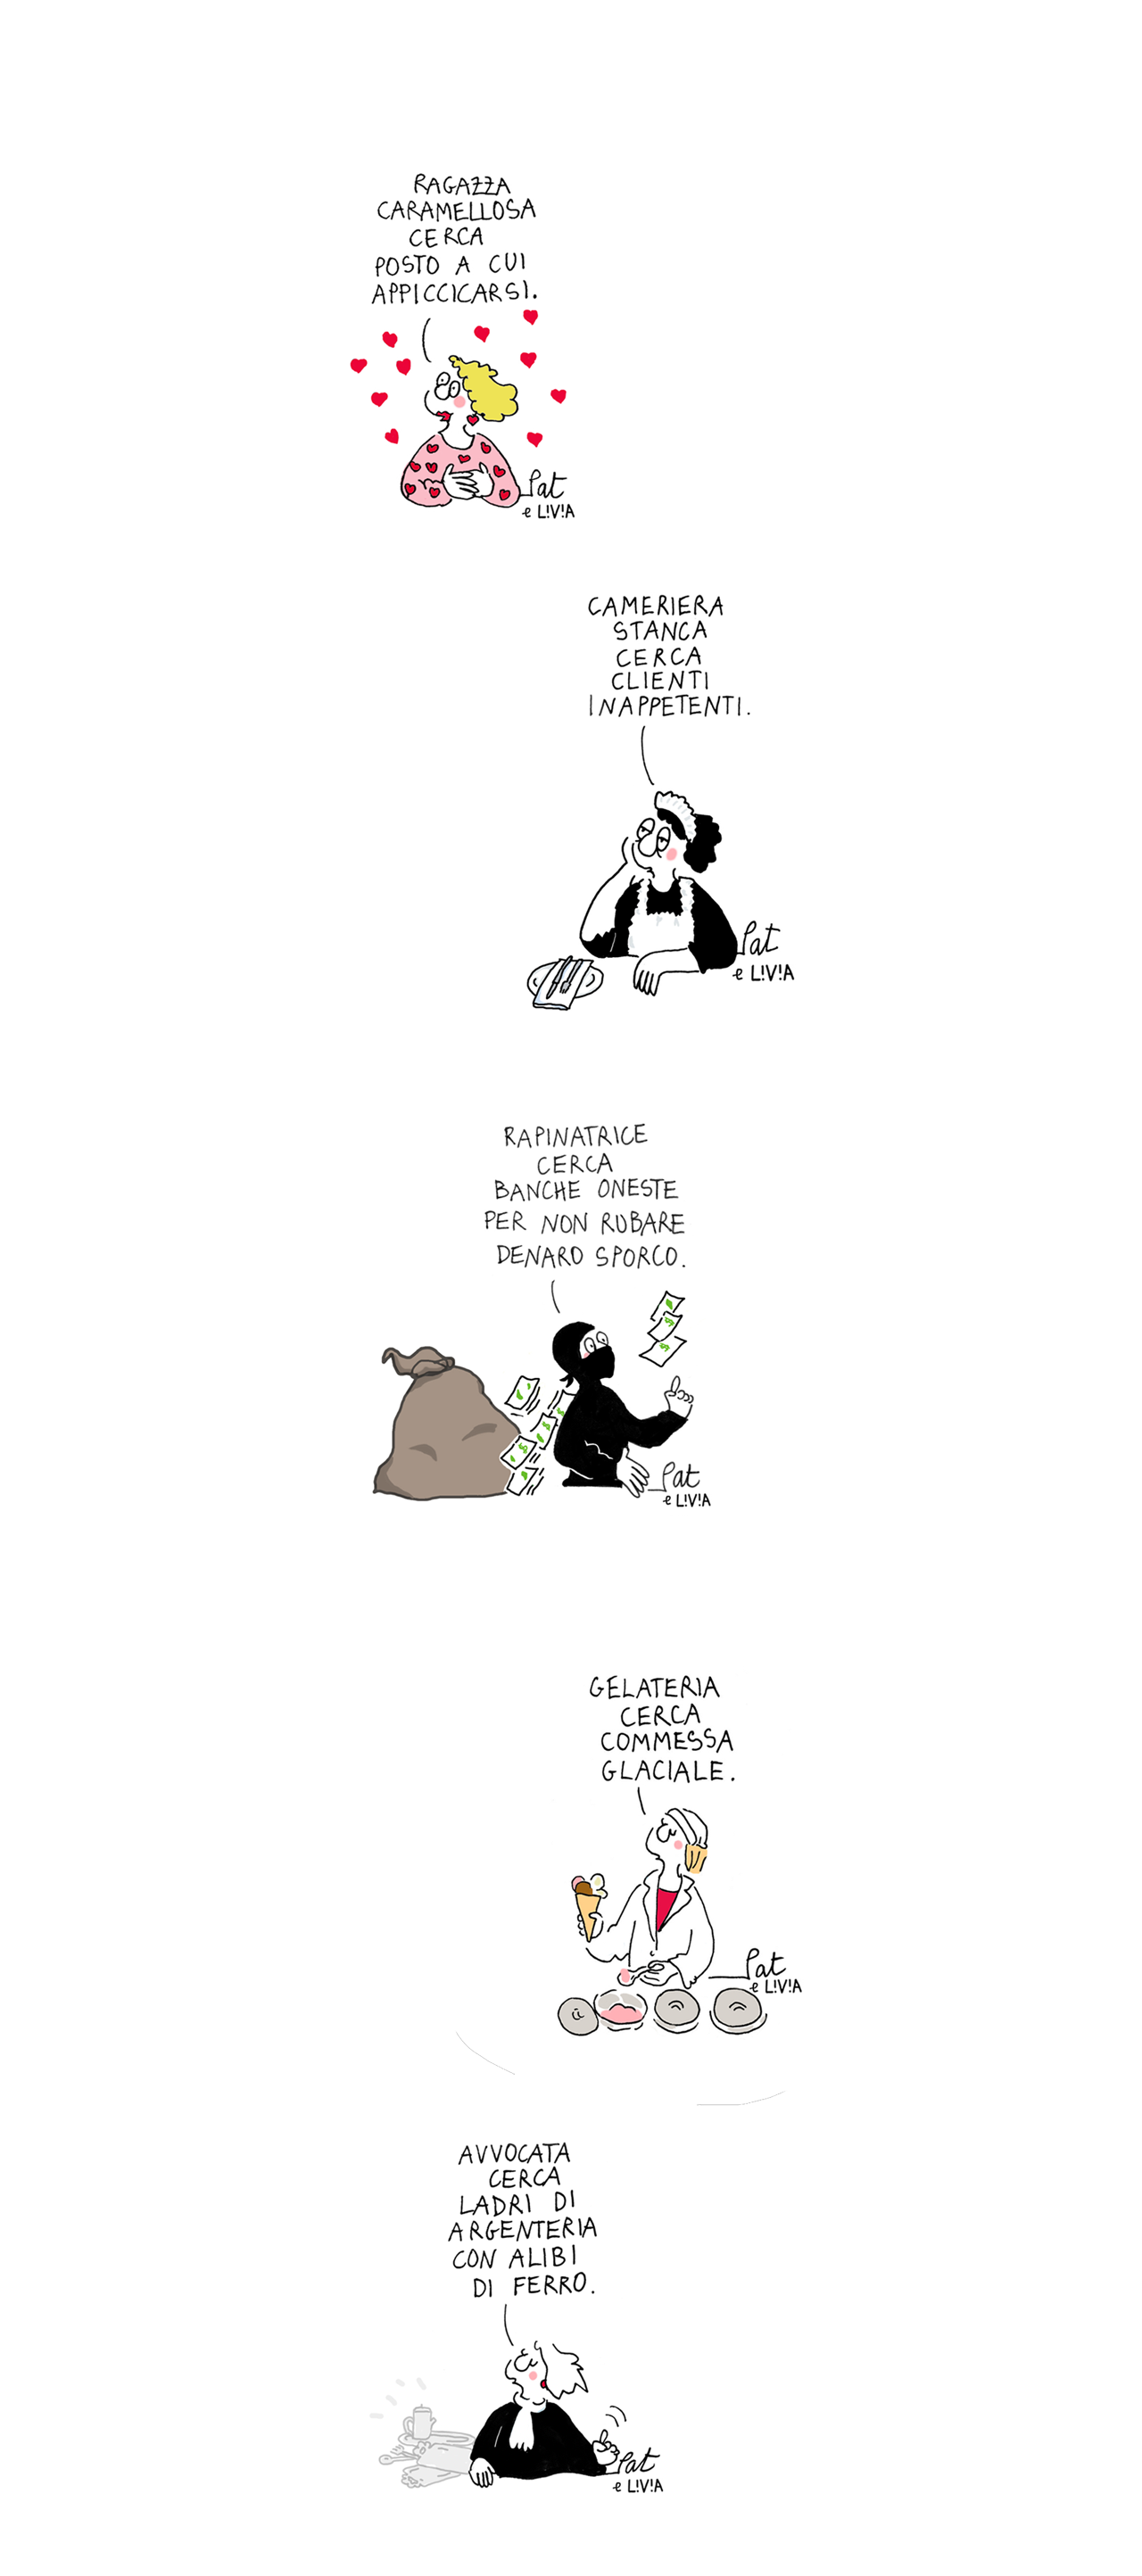 RAGAZZA
CARAMELLOSA
CERCA
POSTO A CUI
APPICCICARSI.
Pat
e L!V!A
CAMERIERA
STANCA
CERCA
CLIENTI
INAPPETENTI.
Pat
e L!V!A
RAPINATRICE
CERCA
BANCHE ONESTE
PER NON RUBARE
DENARO SPORCO.
Pat
e L!V!A
GELATERIA
CERCA
COMMESSA
GLACIALE.
Pat
e L!V!A
AVVOCATA
CERCA
LADRI DI
ARGENTERIA
CON ALIBI
DI FERRO.
Pat
e L!V!A